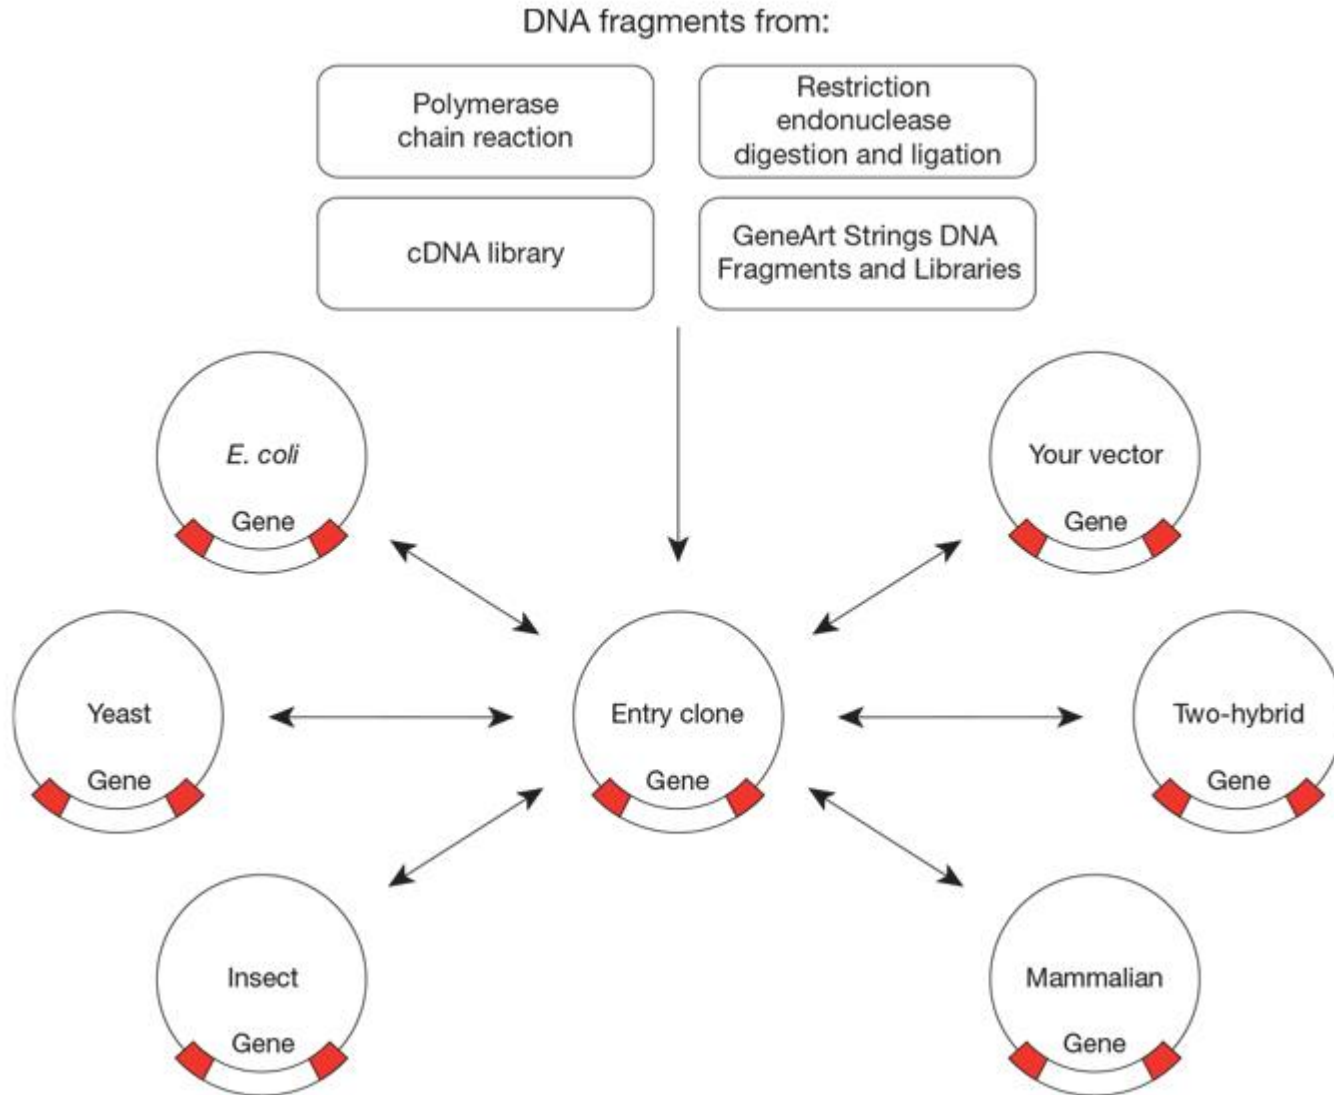 DNA fragments from:
Polymerase
chain reaction
Restriction
endonuclease
digestion and ligation
cDNA library
GeneArt Strings DNA
Fragments and Libraries
E. coli
Gene
Your vector
Gene
Yeast
Gene
Entry clone
Gene
Two-hybrid
Gene
Insect
Gene
Mammalian
Gene